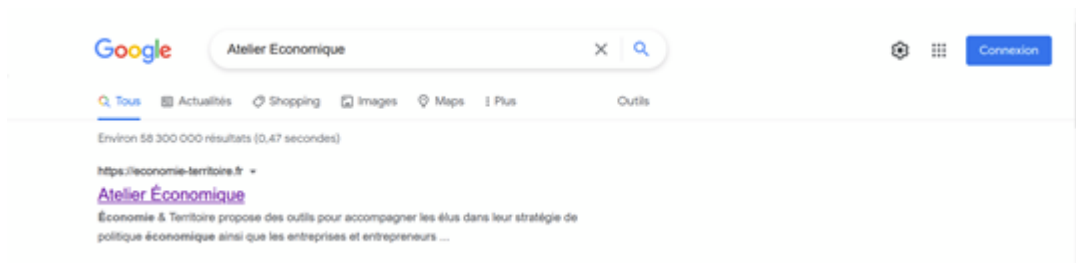 Google
Atelier Economique
Connexion
Tous Actualités Shopping Images Maps Plus Outils
Environ 58 300 000 résultats (0,47 secondes)
https://economie-territoire.fr
Atelier Économique
Économie & Territoire propose des outils pour accompagner les élus dans leur stratégie de
politique économique ainsi que les entreprises et entrepreneurs ...